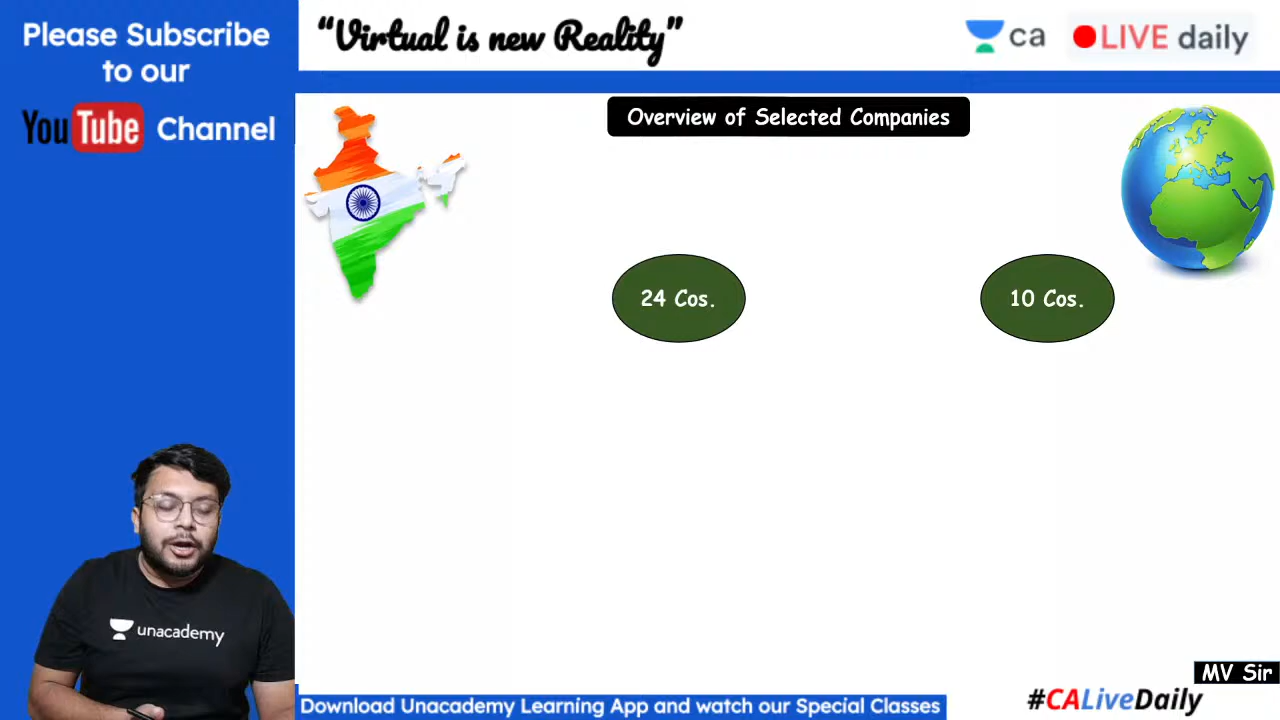 Please Subscribe
to our
YouTube Channel
“Virtual is new Reality”
ca
LIVE daily
Overview of Selected Companies
24 Cos.
10 Cos.
unacademy
MV Sir
#CALiveDaily
Download Unacademy Learning App and watch our Special Classes